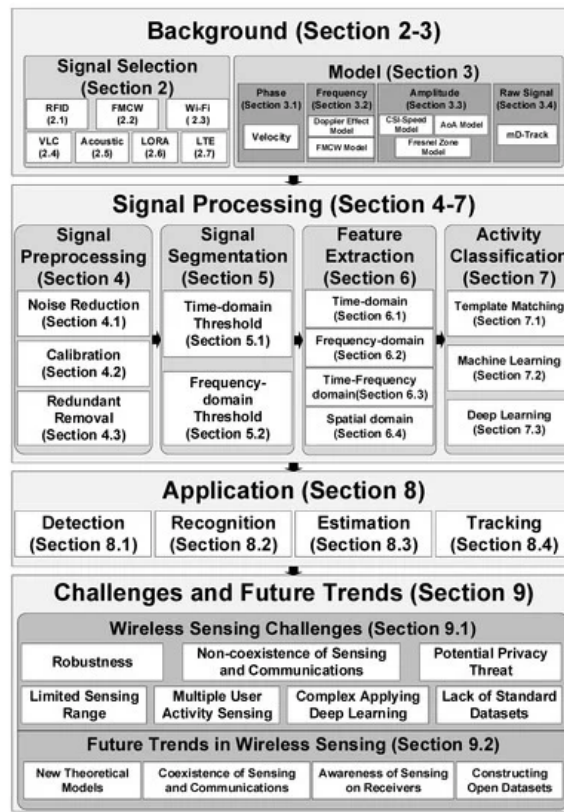 Background (Section 2-3)
Signal Selection
(Section 2)
RFID
(2.1)
FMCW
(2.2)
Wi-Fi
( 2.3)
VLC
(2.4)
Acoustic
(2.5)
LORA
(2.6)
LTE
(2.7)
Model (Section 3)
Phase
(Section 3.1)
Velocity
Frequency
(Section 3.2)
Doppler Effect
Model
FMCW Model
Amplitude
(Section 3.3)
CSI-Speed
Model
AoA Model
Fresnel Zone
Model
Raw Signal
(Section 3.4)
mD-Track
Signal Processing (Section 4-7)
Signal
Preprocessing
(Section 4)
Noise Reduction
(Section 4.1)
Calibration
(Section 4.2)
Redundant
Removal
(Section 4.3)
Signal
Segmentation
(Section 5)
Time-domain
Threshold
(Section 5.1)
Frequency-
domain
Threshold
(Section 5.2)
Feature
Extraction
(Section 6)
Time-domain
(Section 6.1)
Frequency-domain
(Section 6.2)
Time-Frequency
domain(Section 6.3)
Spatial domain
(Section 6.4)
Activity
Classification
(Section 7)
Template Matching
(Section 7.1)
Machine Learning
(Section 7.2)
Deep Learning
(Section 7.3)
Application (Section 8)
Detection
(Section 8.1)
Recognition
(Section 8.2)
Estimation
(Section 8.3)
Tracking
(Section 8.4)
Challenges and Future Trends (Section 9)
Wireless Sensing Challenges (Section 9.1)
Robustness
Non-coexistence of Sensing
and Communications
Potential Privacy
Threat
Limited Sensing
Range
Multiple User
Activity Sensing
Complex Applying
Deep Learning
Lack of Standard
Datasets
Future Trends in Wireless Sensing (Section 9.2)
New Theoretical
Models
Coexistence of Sensing
and Communications
Awareness of Sensing
on Receivers
Constructing
Open Datasets